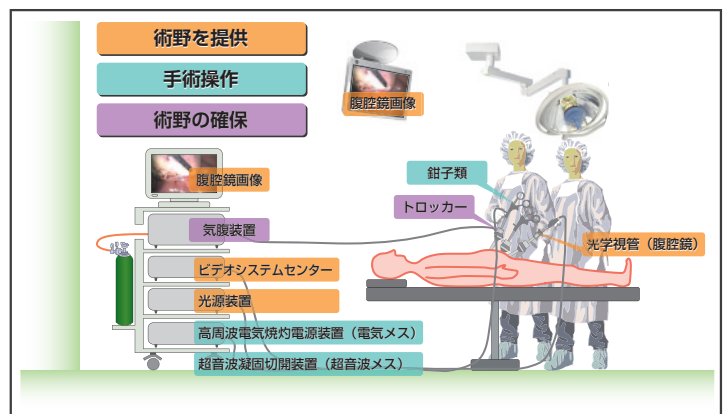 術野を提供
手術操作
術野の確保
腹腔鏡画像
腹腔鏡画像
鉗子類
トロッカー
気腹装置
光学視管（腹腔鏡）
ビデオシステムセンター
光源装置
高周波電気焼灼電源装置（電気メス）
超音波凝固切開装置（超音波メス）